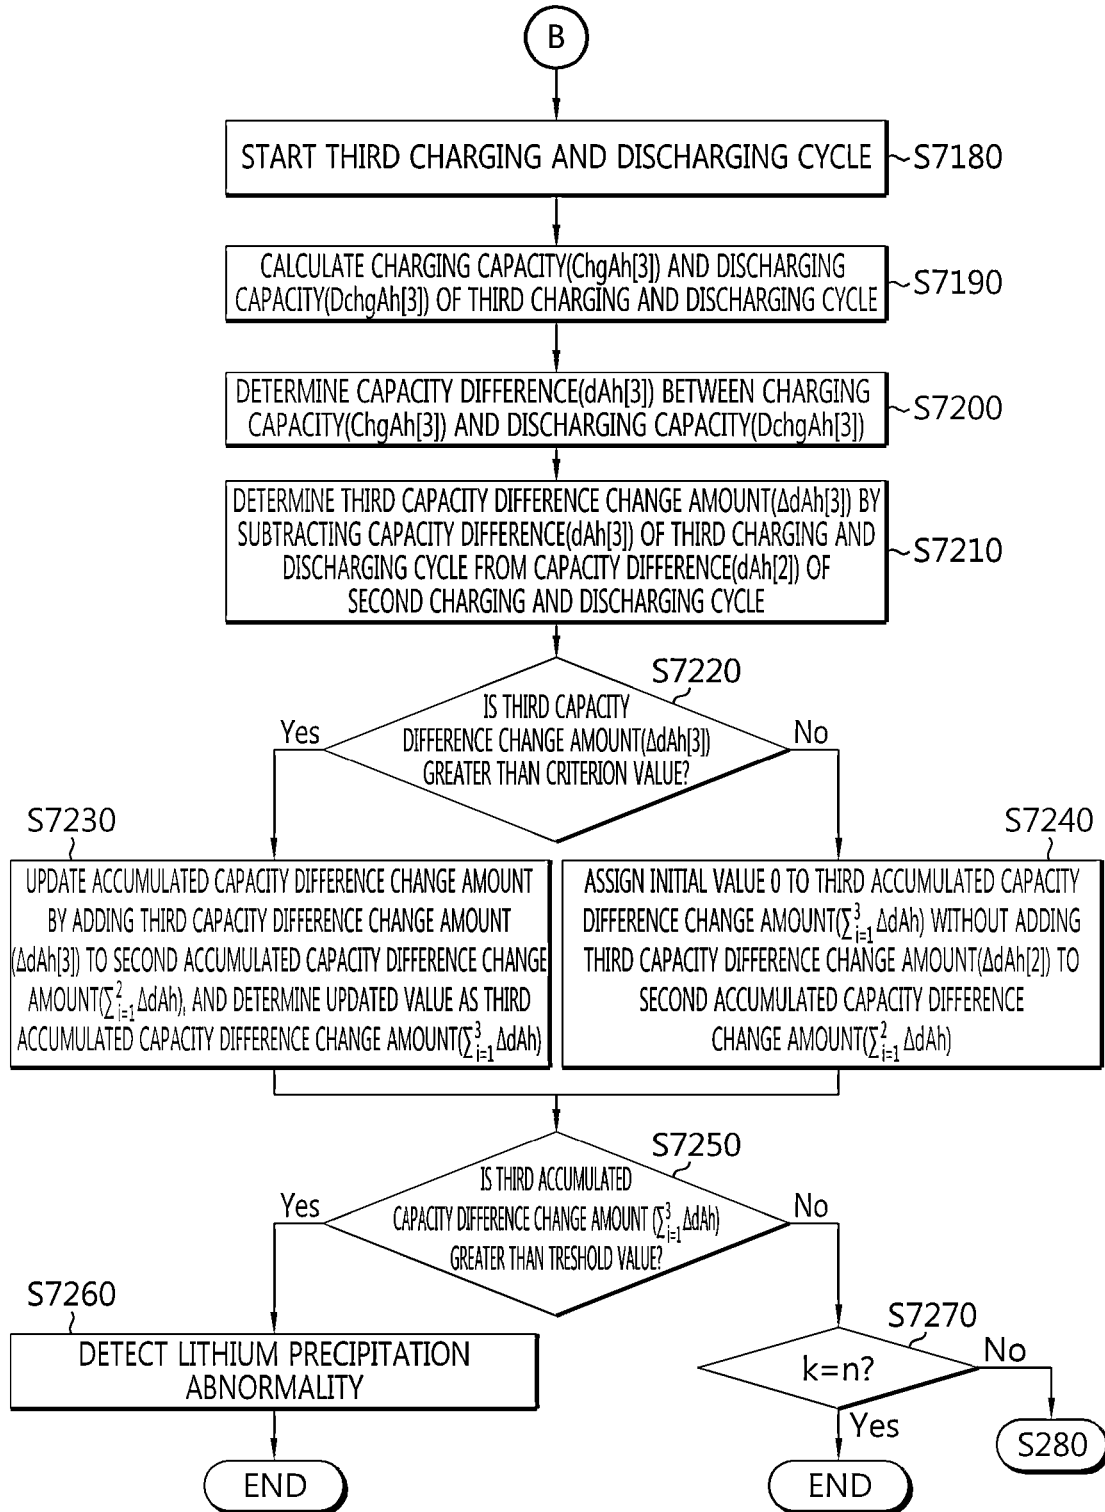 B
START THIRD CHARGING AND DISCHARGING CYCLE
S7180
CALCULATE CHARGING CAPACITY(ChgAh[3]) AND DISCHARGING
CAPACITY(DchgAh[3]) OF THIRD CHARGING AND DISCHARGING CYCLE
S7190
DETERMINE CAPACITY DIFFERENCE(dAh[3]) BETWEEN CHARGING
CAPACITY(ChgAh[3]) AND DISCHARGING CAPACITY(DchgAh[3])
S7200
DETERMINE THIRD CAPACITY DIFFERENCE CHANGE AMOUNT(ΔdAh[3]) BY
SUBTRACTING CAPACITY DIFFERENCE(dAh[3]) OF THIRD CHARGING AND
DISCHARGING CYCLE FROM CAPACITY DIFFERENCE(dAh[2]) OF
SECOND CHARGING AND DISCHARGING CYCLE
S7210
S7220
IS THIRD CAPACITY
DIFFERENCE CHANGE AMOUNT(ΔdAh[3])
GREATER THAN CRITERION VALUE?
Yes
No
S7230
UPDATE ACCUMULATED CAPACITY DIFFERENCE CHANGE AMOUNT
BY ADDING THIRD CAPACITY DIFFERENCE CHANGE AMOUNT
(ΔdAh[3]) TO SECOND ACCUMULATED CAPACITY DIFFERENCE CHANGE
AMOUNT(∑²ᵢ₌₁ ΔdAh), AND DETERMINE UPDATED VALUE AS THIRD
ACCUMULATED CAPACITY DIFFERENCE CHANGE AMOUNT(∑³ᵢ₌₁ ΔdAh)
S7240
ASSIGN INITIAL VALUE 0 TO THIRD ACCUMULATED CAPACITY
DIFFERENCE CHANGE AMOUNT(∑³ᵢ₌₁ ΔdAh) WITHOUT ADDING
THIRD CAPACITY DIFFERENCE CHANGE AMOUNT(ΔdAh[2]) TO
SECOND ACCUMULATED CAPACITY DIFFERENCE
CHANGE AMOUNT(∑²ᵢ₌₁ ΔdAh)
S7250
IS THIRD ACCUMULATED
CAPACITY DIFFERENCE CHANGE AMOUNT (∑³ᵢ₌₁ ΔdAh)
GREATER THAN TRESHOLD VALUE?
Yes
No
S7260
DETECT LITHIUM PRECIPITATION
ABNORMALITY
END
S7270
k=n?
No
Yes
S280
END